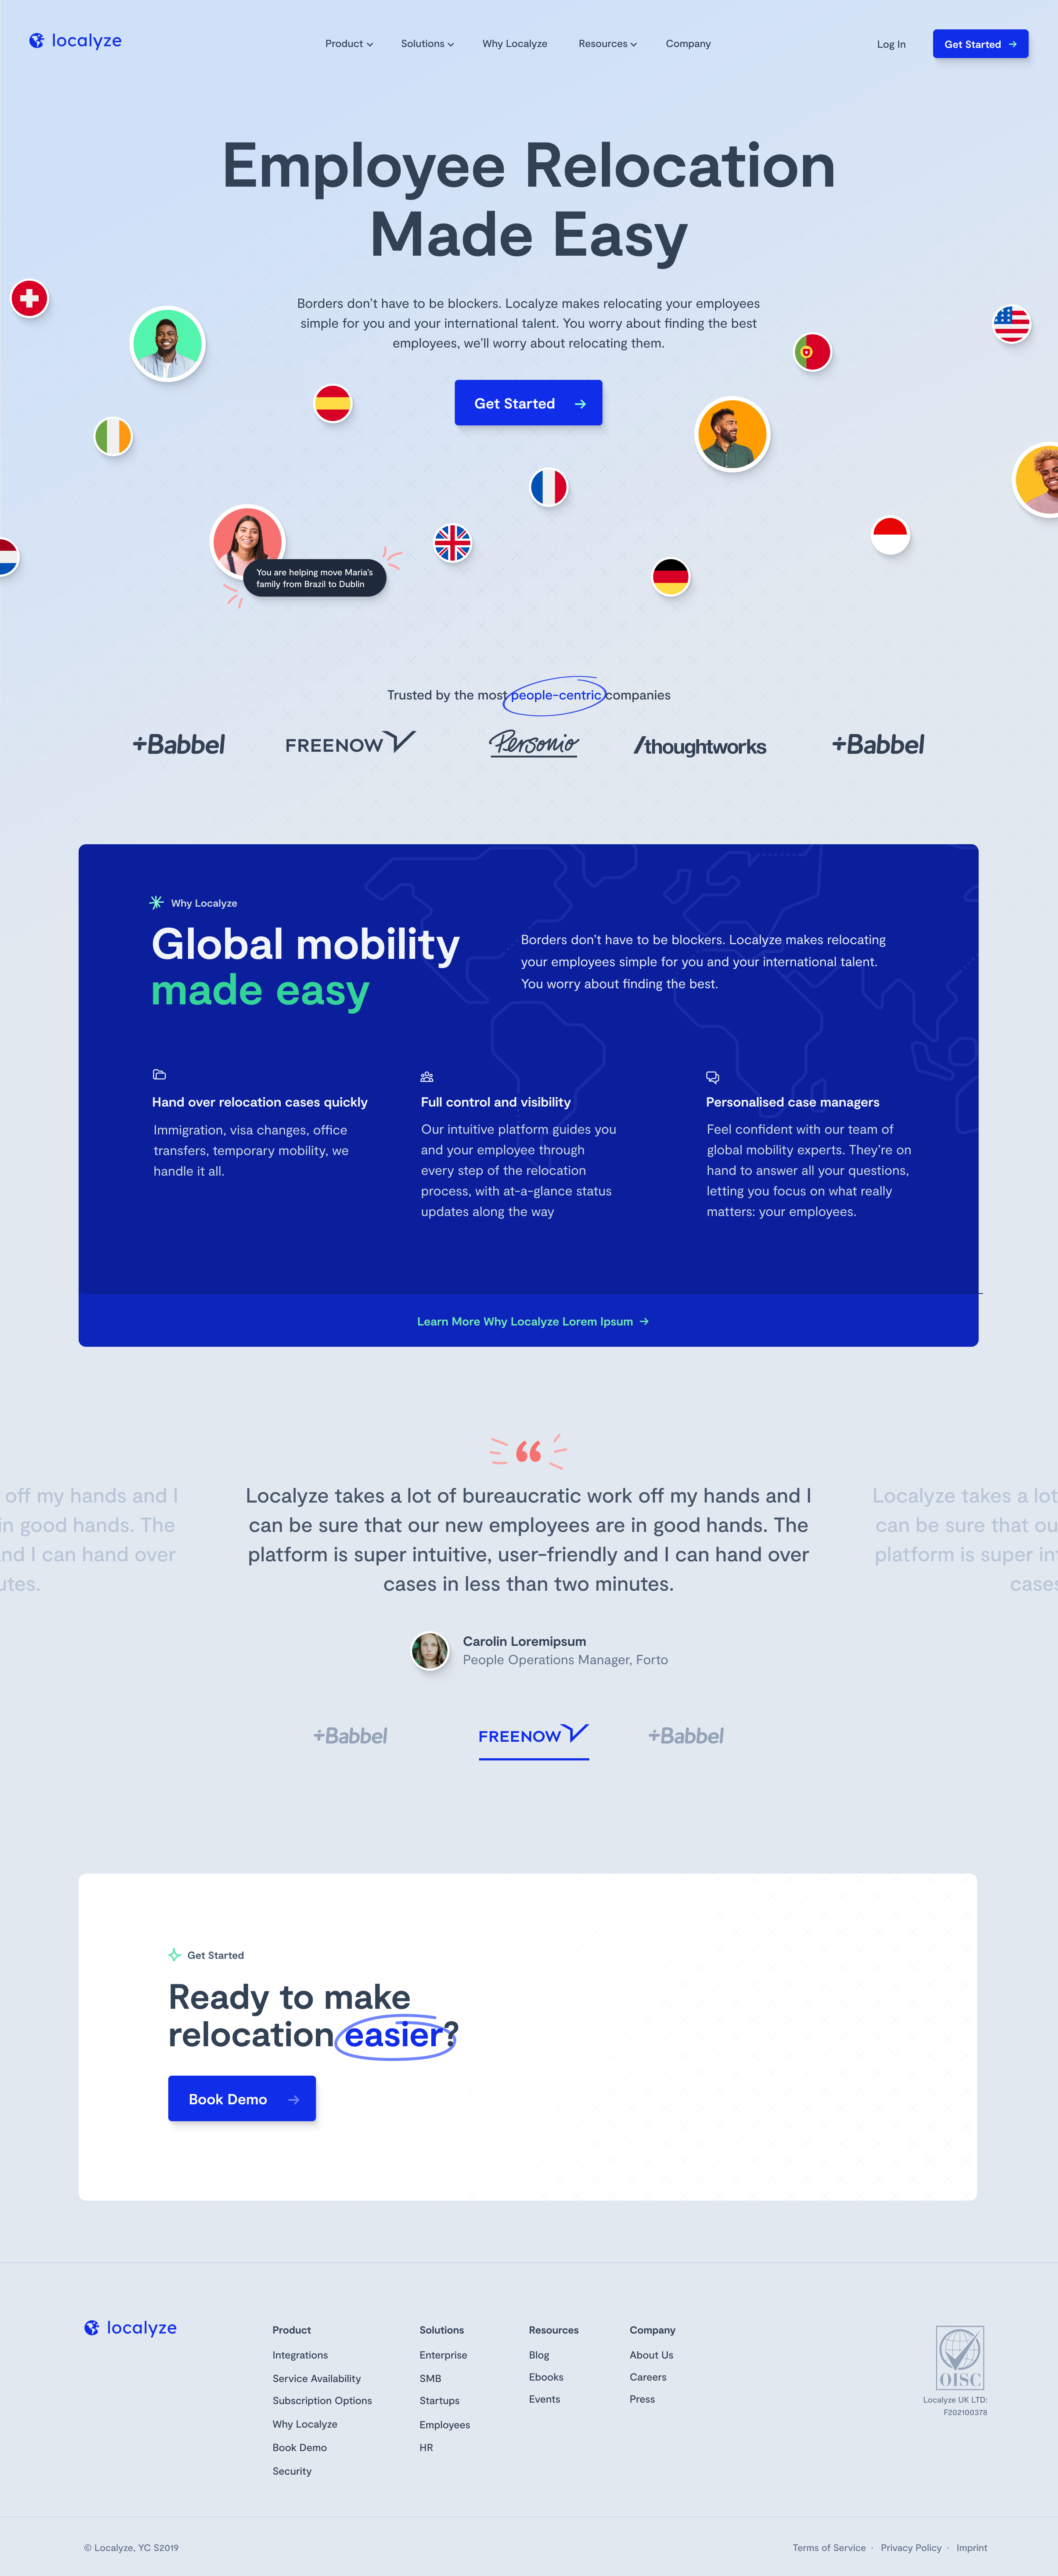 localyze
Product
Solutions
Why Localyze
Resources
Company
Log In
Get Started
Employee Relocation
Made Easy
Borders don't have to be blockers. Localyze makes relocating your employees
simple for you and your international talent. You worry about finding the best
employees, we'll worry about relocating them.
Get Started
You are helping move Maria's
family from Brazil to Dublin
Trusted by the most people-centric companies
+Babbel
FREENOW
Personio
/thoughtworks
+Babbel
Why Localyze
Global mobility
made easy
Borders don't have to be blockers. Localyze makes relocating
your employees simple for you and your international talent.
You worry about finding the best.
Hand over relocation cases quickly
Immigration, visa changes, office
transfers, temporary mobility, we
handle it all.
Full control and visibility
Our intuitive platform guides you
and your employee through
every step of the relocation
process, with at-a-glance status
updates along the way
Personalised case managers
Feel confident with our team of
global mobility experts. They're on
hand to answer all your questions,
letting you focus on what really
matters: your employees.
Learn More Why Localyze Lorem Ipsum
“
off my hands and I
in good hands. The
nd I can hand over
utes.
Localyze takes a lot of bureaucratic work off my hands and I
can be sure that our new employees are in good hands. The
platform is super intuitive, user-friendly and I can hand over
cases in less than two minutes.
Localyze takes a lot
can be sure that ou
platform is super in
cases
Carolin Loremipsum
People Operations Manager, Forto
+Babbel
FREENOW
+Babbel
Get Started
Ready to make
relocation easier?
Book Demo
localyze
Product
Integrations
Service Availability
Subscription Options
Why Localyze
Book Demo
Security
Solutions
Enterprise
SMB
Startups
Employees
HR
Resources
Blog
Ebooks
Events
Company
About Us
Careers
Press
OISC
Localyze UK LTD:
F202100378
© Localyze, YC S2019
Terms of Service · Privacy Policy · Imprint